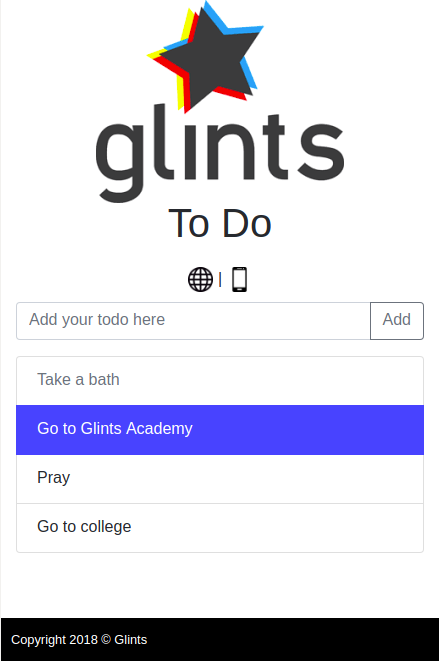 glints
To Do
|
Add your todo here
Add
Take a bath
Go to Glints Academy
Pray
Go to college
Copyright 2018 © Glints